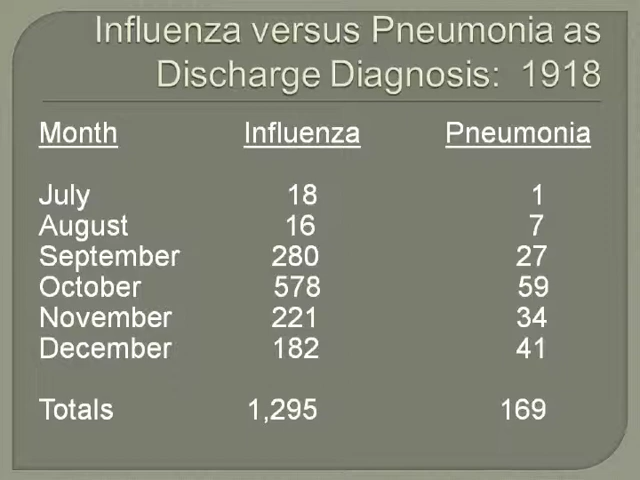 Influenza versus Pneumonia as
Discharge Diagnosis: 1918
Month Influenza Pneumonia
July 18 1
August 16 7
September 280 27
October 578 59
November 221 34
December 182 41
Totals 1,295 169